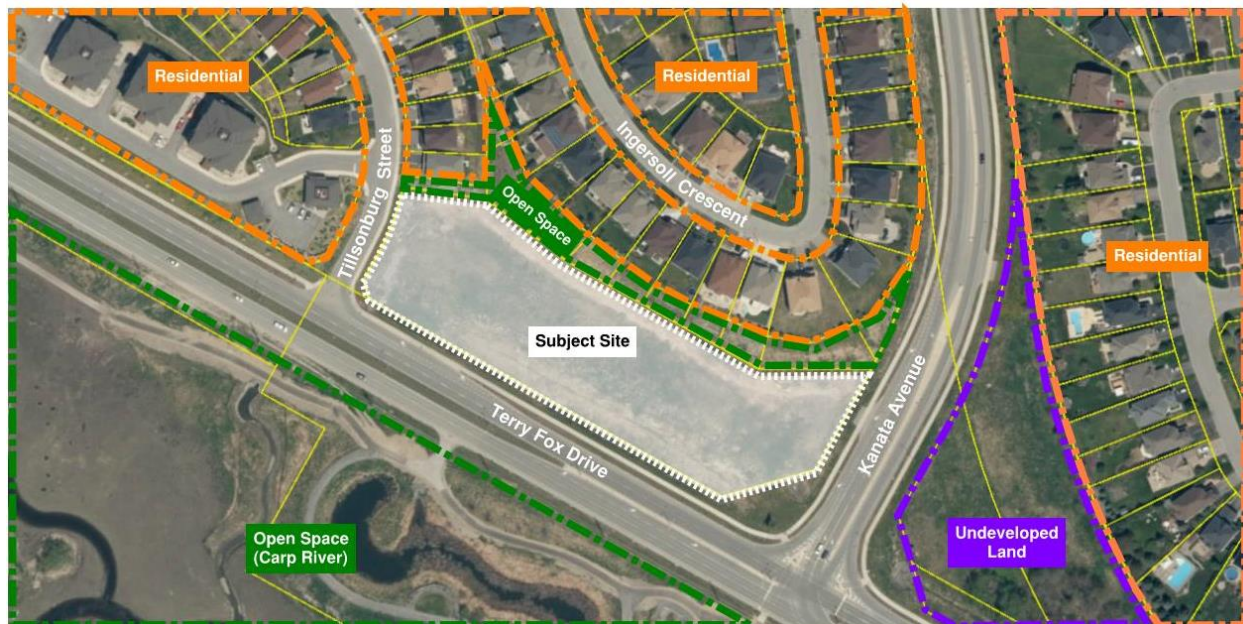 Residential
Residential
Tillsonburg Street
Ingersoll Crescent
Open Space
Residential
Subject Site
Terry Fox Drive
Kanata Avenue
Open Space
(Carp River)
Undeveloped
Land